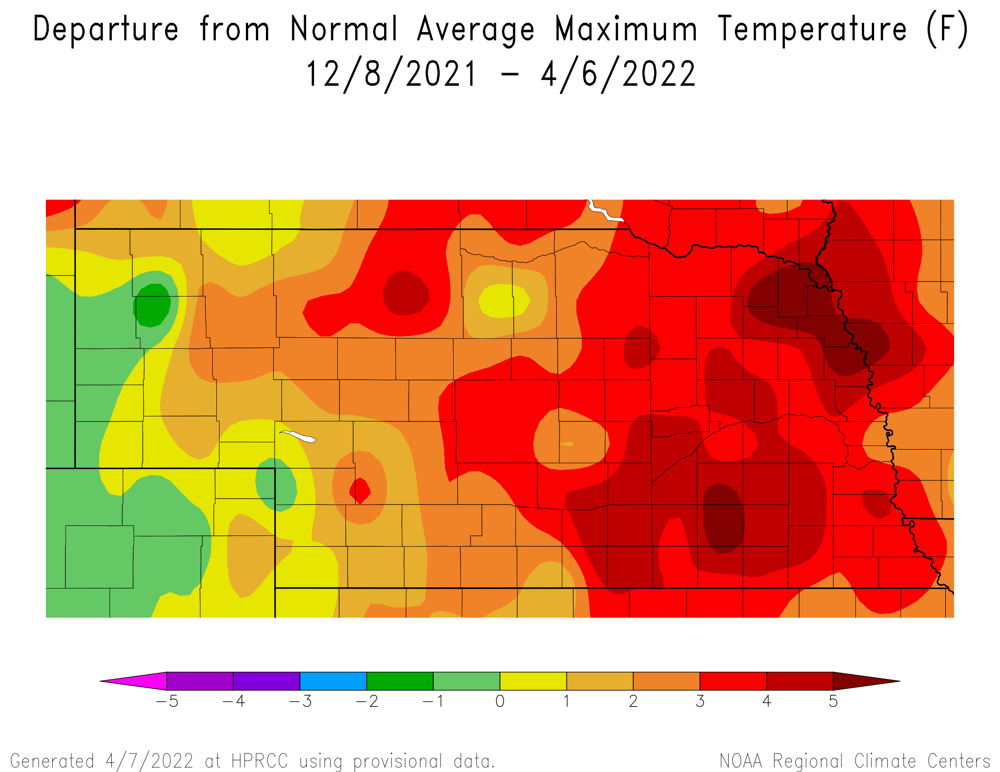 Departure from Normal Average Maximum Temperature (F)
12/8/2021 – 4/6/2022
−5 −4 −3 −2 −1 0 1 2 3 4 5
Generated 4/7/2022 at HPRCC using provisional data. NOAA Regional Climate Centers